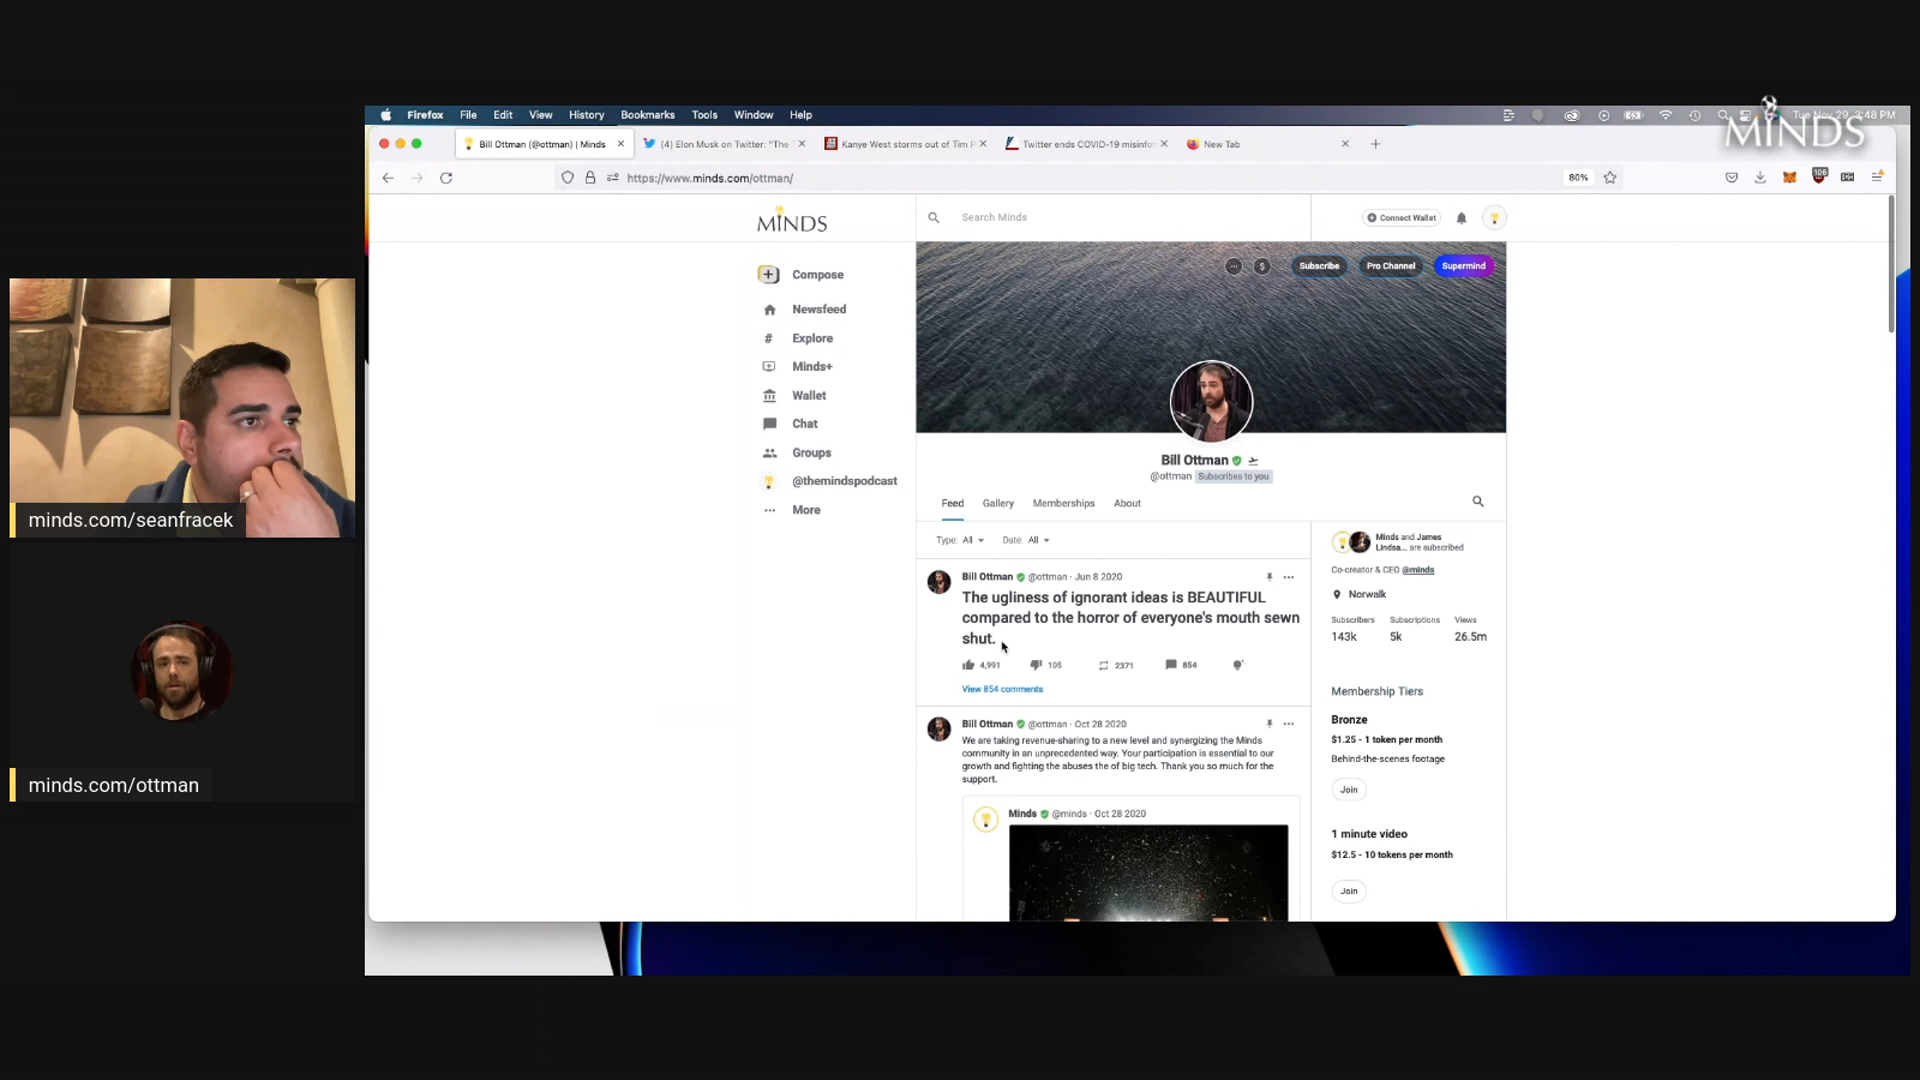 Firefox File Edit View History Bookmarks Tools Window Help
Tue Nov 29 3:48 PM
MINDS
Bill Ottman (@ottman) | Minds
(4) Elon Musk on Twitter: "The
Kanye West storms out of Tim P
Twitter ends COVID-19 misinfor
New Tab
https://www.minds.com/ottman/
80%
106
MINDS
Search Minds
Connect Wallet
Compose
Newsfeed
Explore
Minds+
Wallet
Chat
Groups
@themindspodcast
More
Subscribe
Pro Channel
Supermind
Bill Ottman
@ottman Subscribes to you
Feed Gallery Memberships About
Type: All Date: All
Bill Ottman @ottman · Jun 8 2020
The ugliness of ignorant ideas is BEAUTIFUL
compared to the horror of everyone's mouth sewn
shut.
4,991 105 2371 854
View 854 comments
Bill Ottman @ottman · Oct 28 2020
We are taking revenue-sharing to a new level and synergizing the Minds
community in an unprecedented way. Your participation is essential to our
growth and fighting the abuses the of big tech. Thank you so much for the
support.
Minds @minds · Oct 28 2020
Minds and James
Lindsa... are subscribed
Co-creator & CEO @minds
Norwalk
Subscribers Subscriptions Views
143k 5k 26.5m
Membership Tiers
Bronze
$1.25 - 1 token per month
Behind-the-scenes footage
Join
1 minute video
$12.5 - 10 tokens per month
Join
minds.com/seanfracek
minds.com/ottman